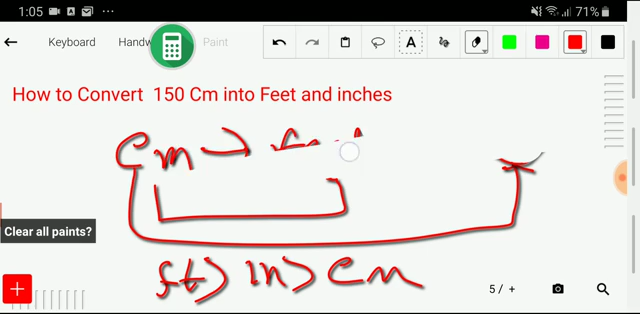 1:05 71%
Keyboard Handw Paint
A
How to Convert 150 Cm into Feet and inches
Cm →
Clear all paints?
ft > in > cm
5 / +